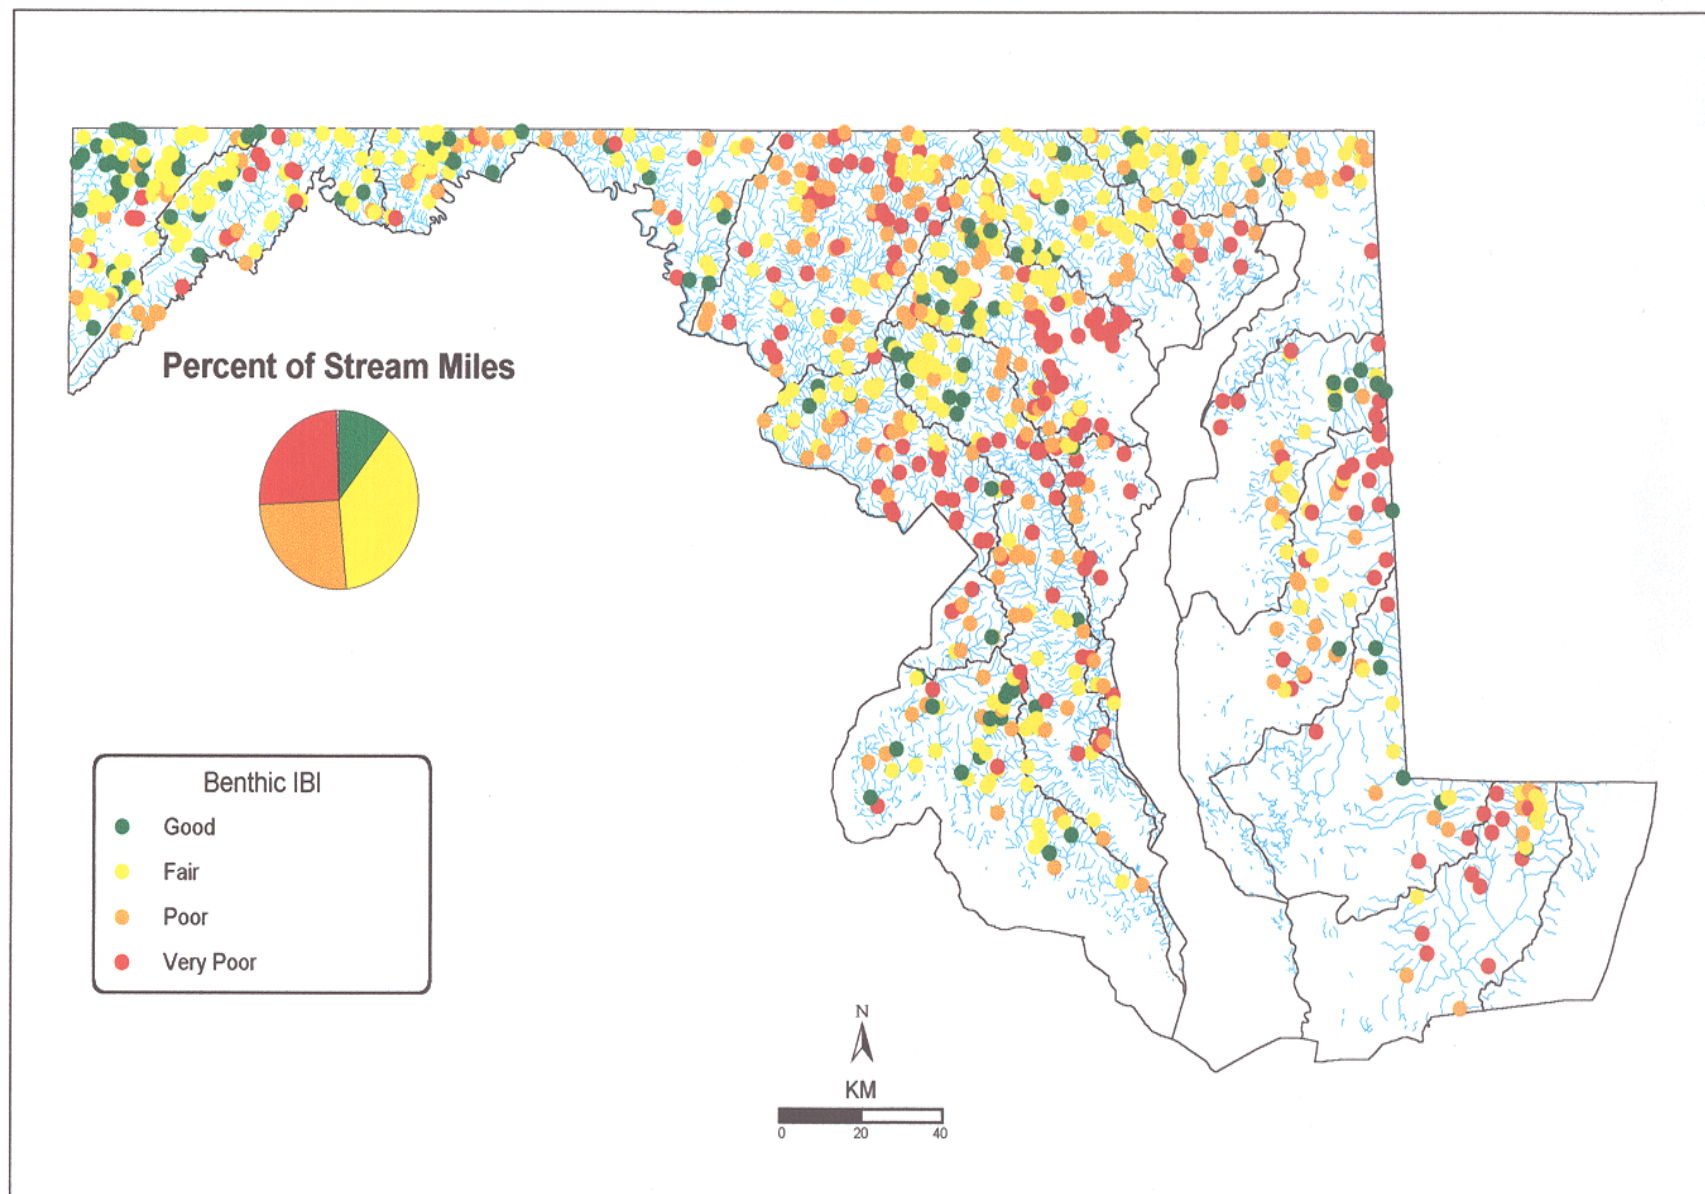 Percent of Stream Miles
Benthic IBI
Good
Fair
Poor
Very Poor
N
KM
0 20 40